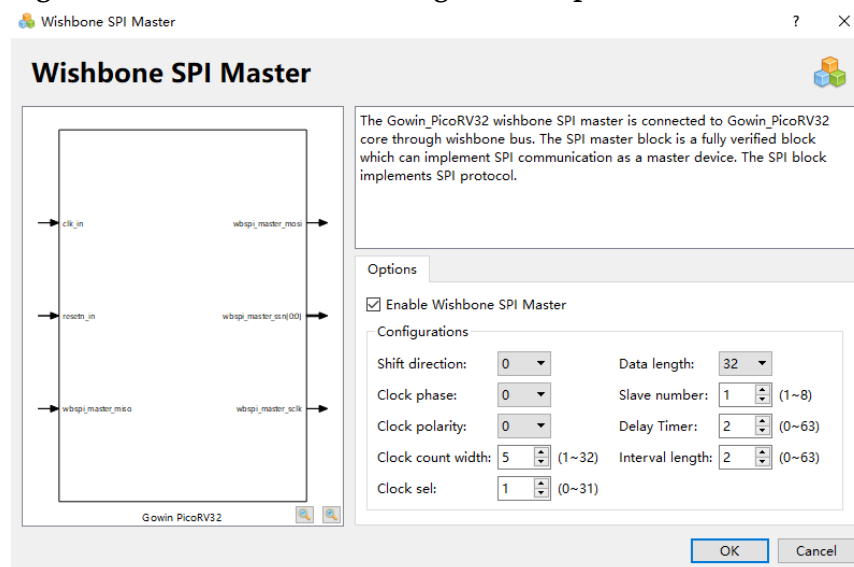 Wishbone SPI Master
?
Wishbone SPI Master
The Gowin_PicoRV32 wishbone SPI master is connected to Gowin_PicoRV32
core through wishbone bus. The SPI master block is a fully verified block
which can implement SPI communication as a master device. The SPI block
implements SPI protocol.
clk_in
wbspi_master_mosi
resetn_in
wbspi_master_ssn[0:0]
wbspi_master_miso
wbspi_master_sclk
Gowin PicoRV32
Options
Enable Wishbone SPI Master
Configurations
Shift direction: 0 Data length: 32
Clock phase: 0 Slave number: 1 (1~8)
Clock polarity: 0 Delay Timer: 2 (0~63)
Clock count width: 5 (1~32) Interval length: 2 (0~63)
Clock sel: 1 (0~31)
OK Cancel